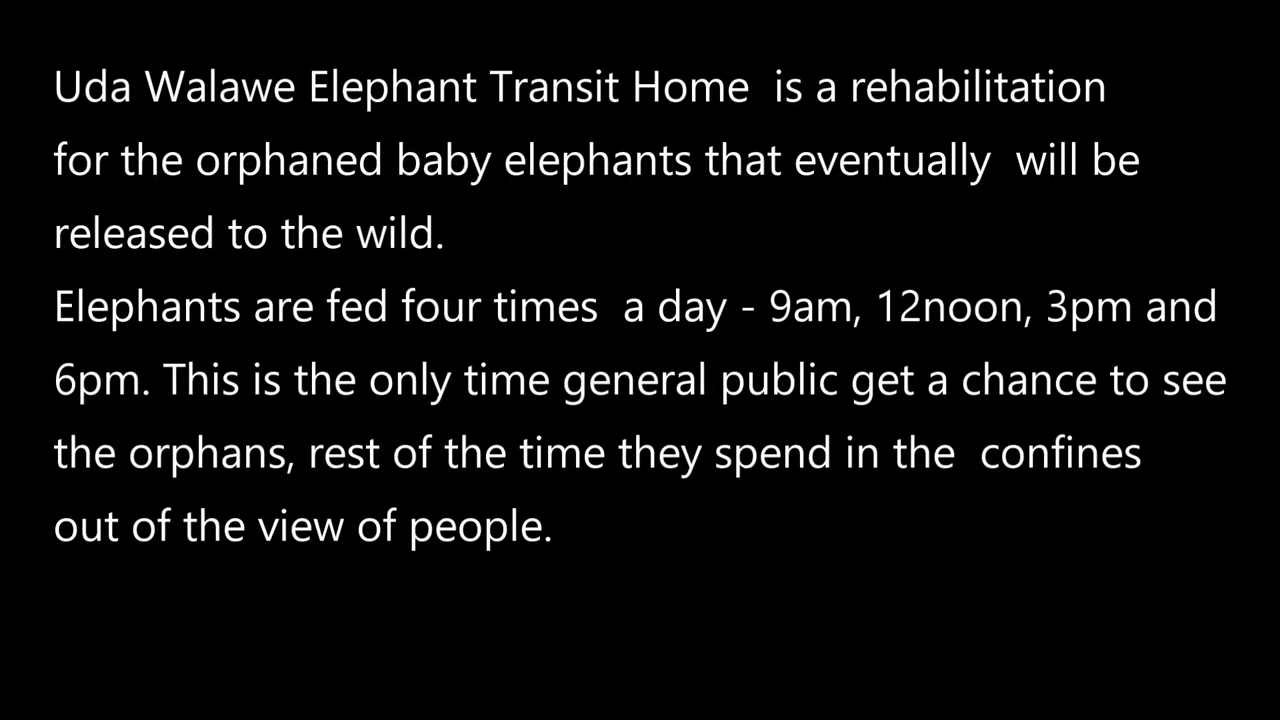 Uda Walawe Elephant Transit Home  is a rehabilitation
for the orphaned baby elephants that eventually  will be
released to the wild.
Elephants are fed four times  a day - 9am, 12noon, 3pm and
6pm. This is the only time general public get a chance to see
the orphans, rest of the time they spend in the  confines
out of the view of people.